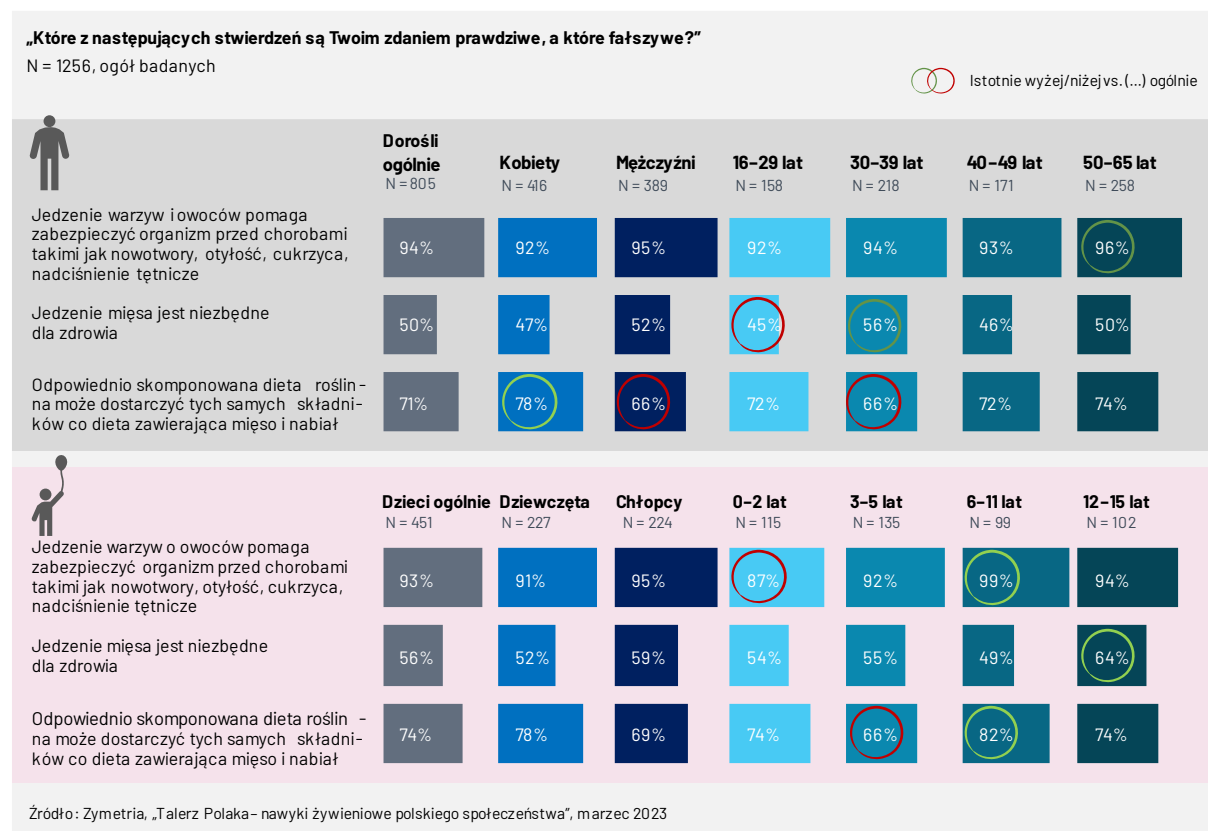 „Które z następujących stwierdzeń są Twoim zdaniem prawdziwe, a które fałszywe?”
N = 1256, ogół badanych
Istotnie wyżej/niżej vs. (...) ogólnie
Dorośli
ogólnie Kobiety Mężczyźni 16–29 lat 30–39 lat 40–49 lat 50–65 lat
N = 805 N = 416 N = 389 N = 158 N = 218 N = 171 N = 258
Jedzenie warzyw i owoców pomaga
zabezpieczyć organizm przed chorobami
takimi jak nowotwory, otyłość, cukrzyca,
nadciśnienie tętnicze
94% 92% 95% 92% 94% 93% 96%
Jedzenie mięsa jest niezbędne
dla zdrowia
50% 47% 52% 45% 56% 46% 50%
Odpowiednio skomponowana dieta roślin-
na może dostarczyć tych samych składni-
ków co dieta zawierająca mięso i nabiał
71% 78% 66% 72% 66% 72% 74%
Dzieci ogólnie Dziewczęta Chłopcy 0–2 lat 3–5 lat 6–11 lat 12–15 lat
N = 451 N = 227 N = 224 N = 115 N = 135 N = 99 N = 102
Jedzenie warzyw o owoców pomaga
zabezpieczyć organizm przed chorobami
takimi jak nowotwory, otyłość, cukrzyca,
nadciśnienie tętnicze
93% 91% 95% 87% 92% 99% 94%
Jedzenie mięsa jest niezbędne
dla zdrowia
56% 52% 59% 54% 55% 49% 64%
Odpowiednio skomponowana dieta roślin -
na może dostarczyć tych samych składni-
ków co dieta zawierająca mięso i nabiał
74% 78% 69% 74% 66% 82% 74%
Źródło: Zymetria, „Talerz Polaka – nawyki żywieniowe polskiego społeczeństwa”, marzec 2023